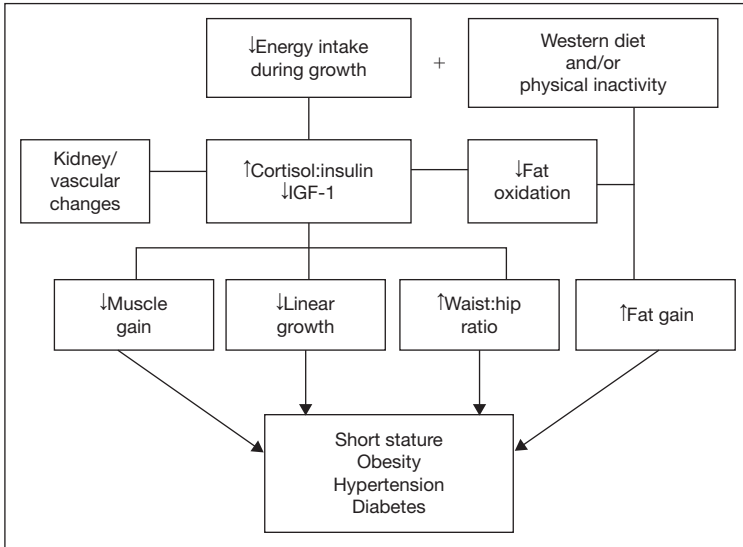 ↓Energy intake
during growth
+
Western diet
and/or
physical inactivity
Kidney/
vascular
changes
↑Cortisol:insulin
↓IGF-1
↓Fat
oxidation
↓Muscle
gain
↓Linear
growth
↑Waist:hip
ratio
↑Fat gain
Short stature
Obesity
Hypertension
Diabetes